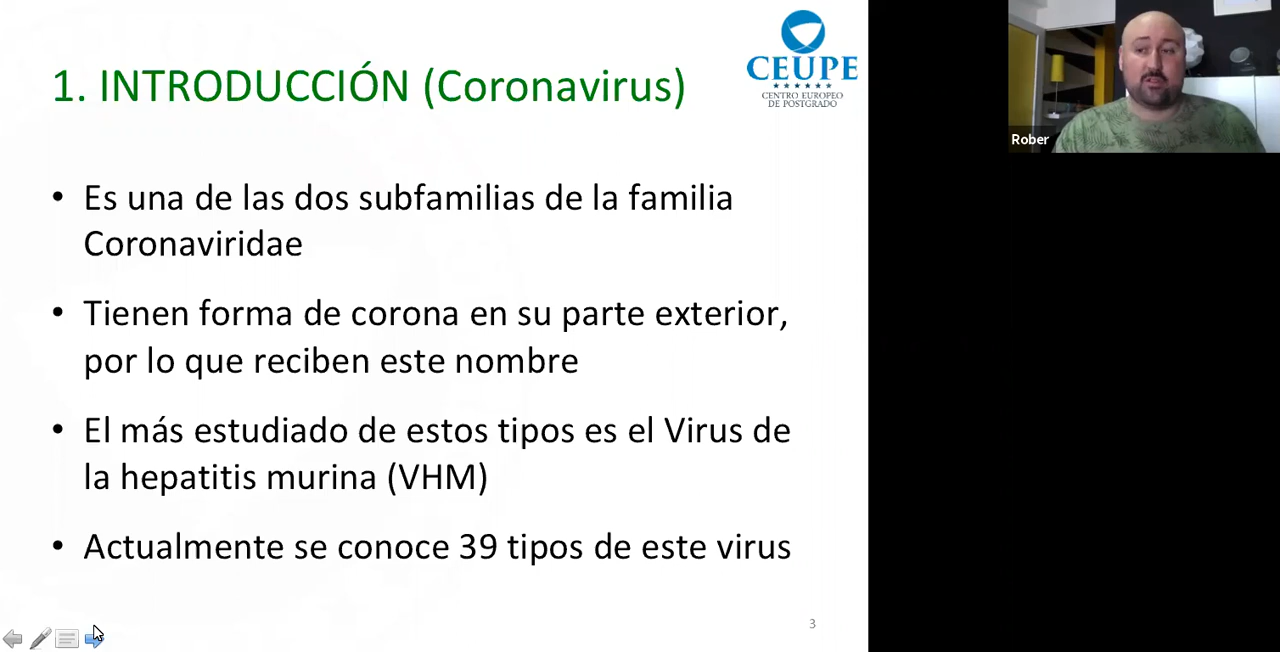 1. INTRODUCCIÓN (Coronavirus)
CEUPE
CENTRO EUROPEO
DE POSTGRADO
Rober
• Es una de las dos subfamilias de la familia
Coronaviridae
• Tienen forma de corona en su parte exterior,
por lo que reciben este nombre
• El más estudiado de estos tipos es el Virus de
la hepatitis murina (VHM)
• Actualmente se conoce 39 tipos de este virus
3